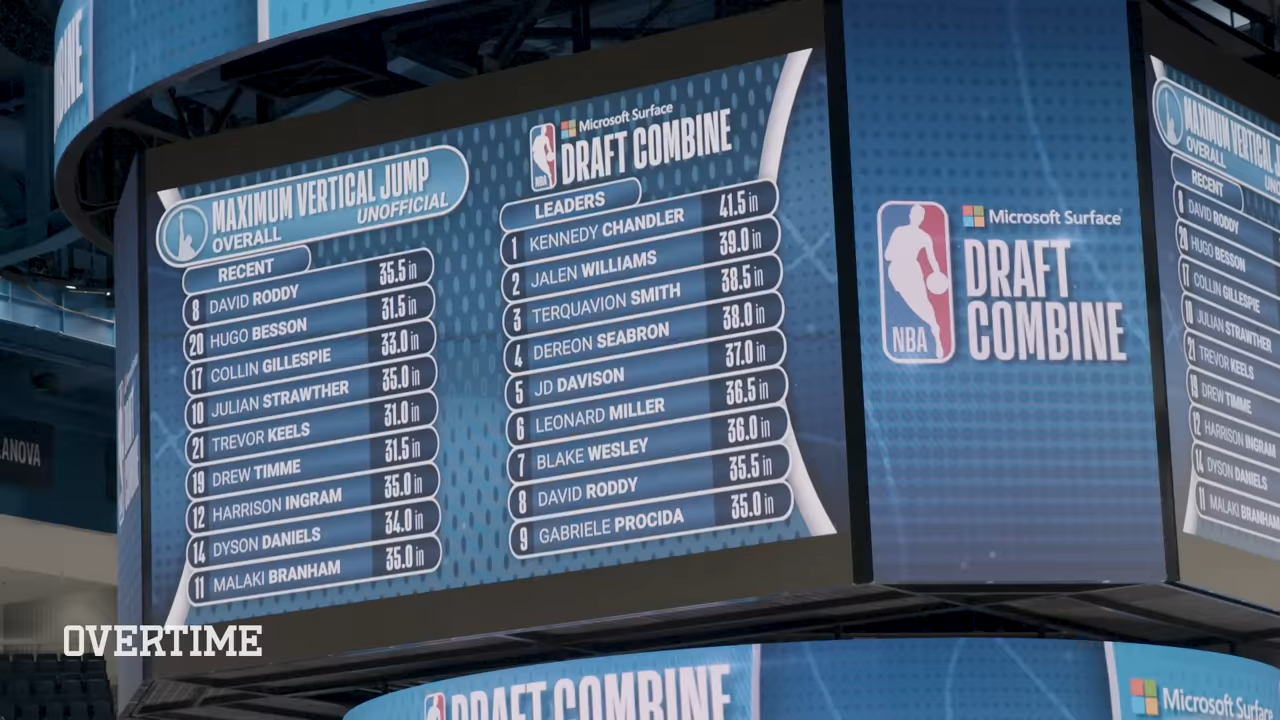 MAXIMUM VERTICAL JUMP
UNOFFICIAL
OVERALL
RECENT
8 DAVID RODDY 35.5 in
20 HUGO BESSON 31.5 in
17 COLLIN GILLESPIE 33.0 in
10 JULIAN STRAWTHER 35.0 in
21 TREVOR KEELS 31.0 in
19 DREW TIMME 31.5 in
12 HARRISON INGRAM 35.0 in
14 DYSON DANIELS 34.0 in
11 MALAKI BRANHAM 35.0 in
Microsoft Surface
NBA
DRAFT COMBINE
LEADERS
1 KENNEDY CHANDLER 41.5 in
2 JALEN WILLIAMS 39.0 in
3 TERQUAVION SMITH 38.5 in
4 DEREON SEABRON 38.0 in
5 JD DAVISON 37.0 in
6 LEONARD MILLER 36.5 in
7 BLAKE WESLEY 36.0 in
8 DAVID RODDY 35.5 in
9 GABRIELE PROCIDA 35.0 in
Microsoft Surface
DRAFT
COMBINE
NBA
MAXIMUM VERTICAL
OVERALL
RECENT
8 DAVID RODDY
20 HUGO BESSON
17 COLLIN GILLESPIE
10 JULIAN STRAWTHER
21 TREVOR KEELS
19 DREW TIMME
12 HARRISON INGRAM
14 DYSON DANIELS
11 MALAKI BRANHAM
OVERTIME
DRAFT COMBINE
Microsoft Surface